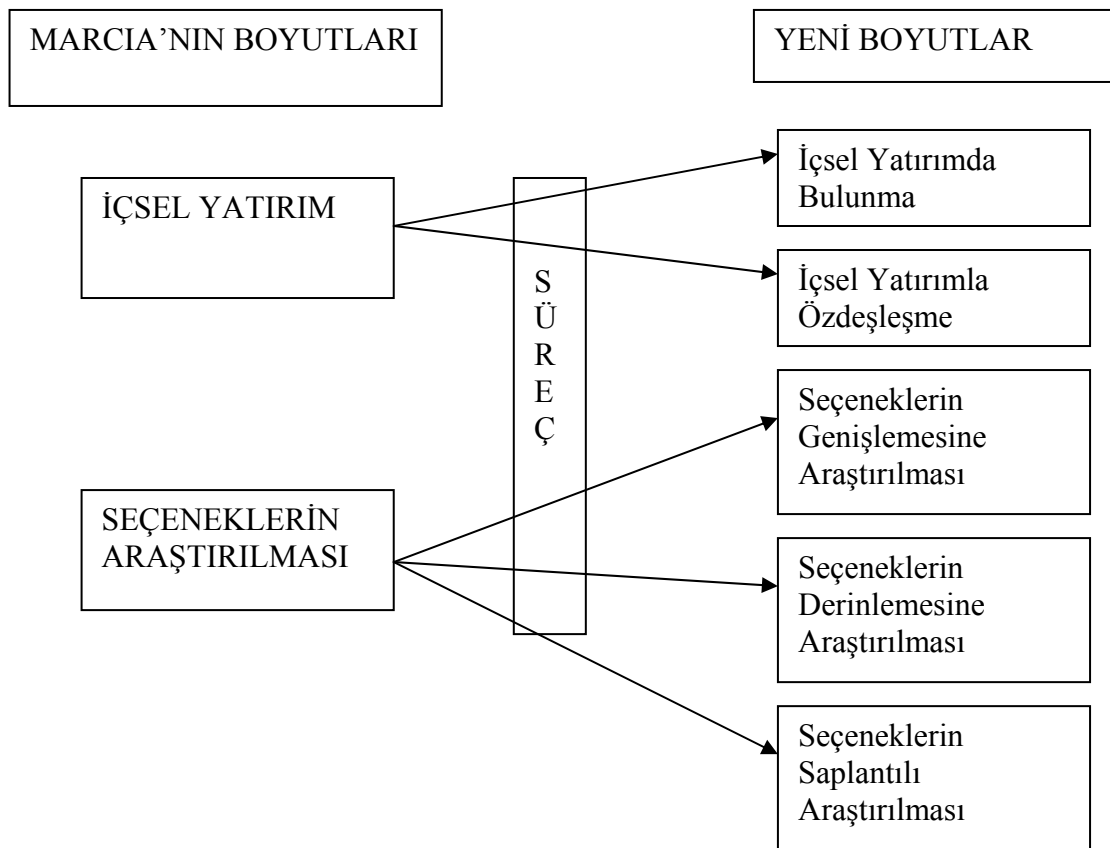 MARCIA’NIN BOYUTLARI
YENİ BOYUTLAR
İÇSEL YATIRIM
SEÇENEKLERİN
ARAŞTIRILMASI
S
Ü
R
E
Ç
İçsel Yatırımda
Bulunma
İçsel Yatırımla
Özdeşleşme
Seçeneklerin
Genişlemesine
Araştırılması
Seçeneklerin
Derinlemesine
Araştırılması
Seçeneklerin
Saplantılı
Araştırılması